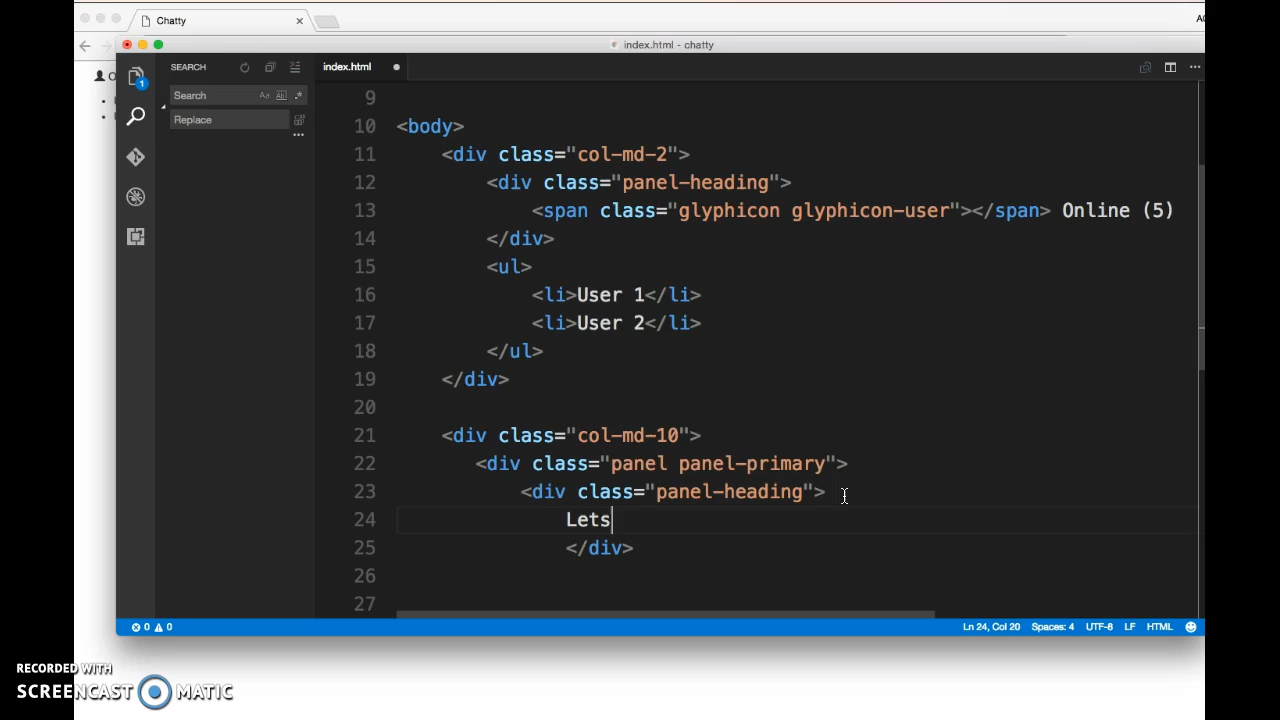 Chatty
AC
index.html - chatty
O
SEARCH
index.html
1
Search
Replace
9
10 <body>
11 <div class="col-md-2">
12 <div class="panel-heading">
13 <span class="glyphicon glyphicon-user"></span> Online (5)
14 </div>
15 <ul>
16 <li>User 1</li>
17 <li>User 2</li>
18 </ul>
19 </div>
20
21 <div class="col-md-10">
22 <div class="panel panel-primary">
23 <div class="panel-heading">
24 Lets
25 </div>
26
27
0 0
Ln 24, Col 20 Spaces: 4 UTF-8 LF HTML
RECORDED WITH
SCREENCAST MATIC